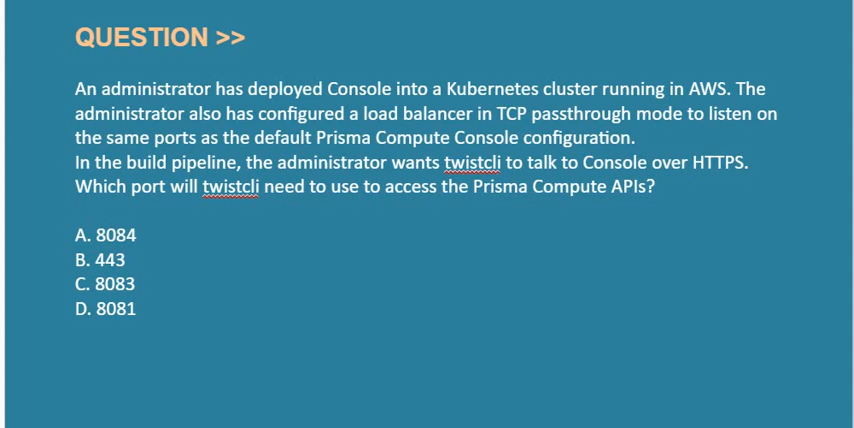 QUESTION >>
An administrator has deployed Console into a Kubernetes cluster running in AWS. The
administrator also has configured a load balancer in TCP passthrough mode to listen on
the same ports as the default Prisma Compute Console configuration.
In the build pipeline, the administrator wants twistcli to talk to Console over HTTPS.
Which port will twistcli need to use to access the Prisma Compute APIs?
A. 8084
B. 443
C. 8083
D. 8081